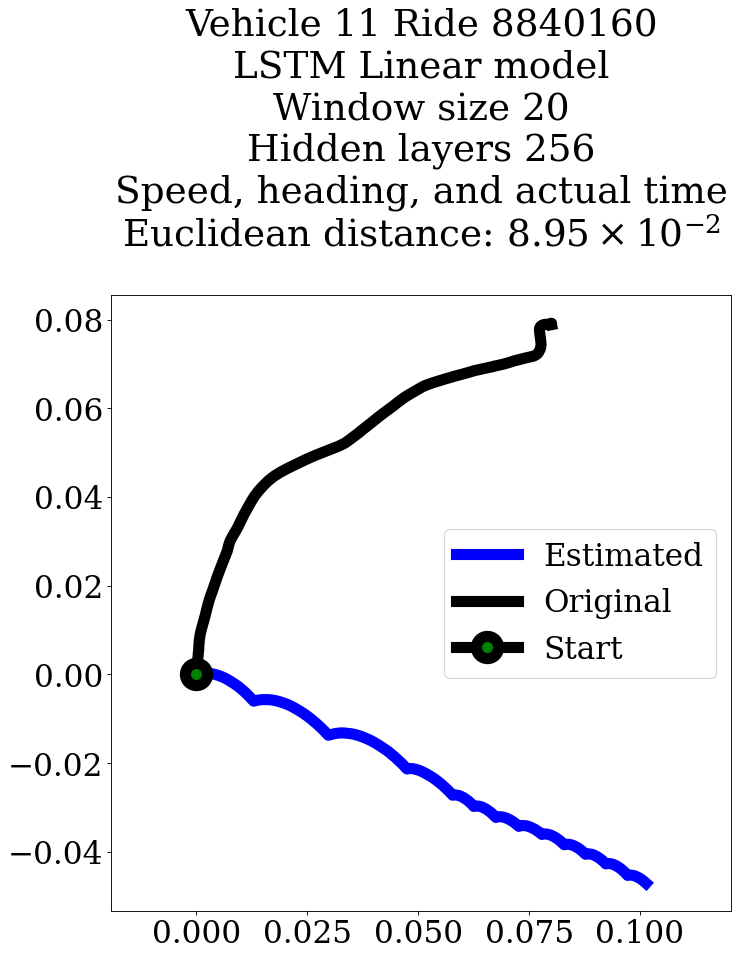 Vehicle 11 Ride 8840160
LSTM Linear model
Window size 20
Hidden layers 256
Speed, heading, and actual time
Euclidean distance: 8.95 × 10⁻²
0.08
0.06
0.04
0.02
0.00
−0.02
−0.04
Estimated
Original
Start
0.000 0.025 0.050 0.075 0.100